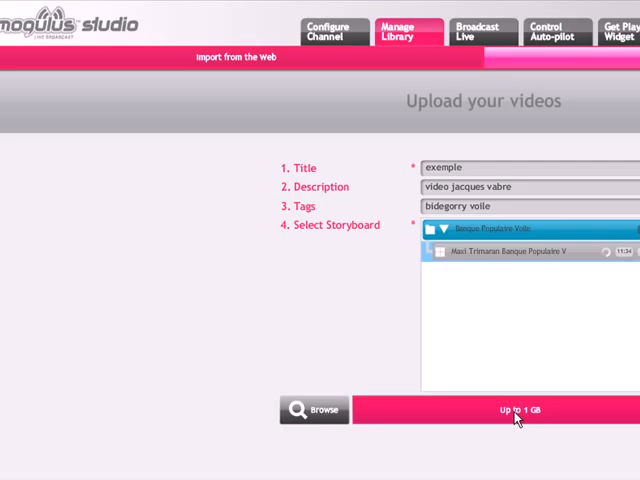 mogulus studio
LIVE BROADCAST
Configure Channel
Manage Library
Broadcast Live
Control Auto-pilot
Get Play
Widget
Import from the Web
Upload your videos
1. Title * exemple
2. Description video jacques vabre
3. Tags bidegorry voile
4. Select Storyboard * Banque Populaire Voile
Maxi Trimaran Banque Populaire V 11:24
Browse
Up to 1 GB